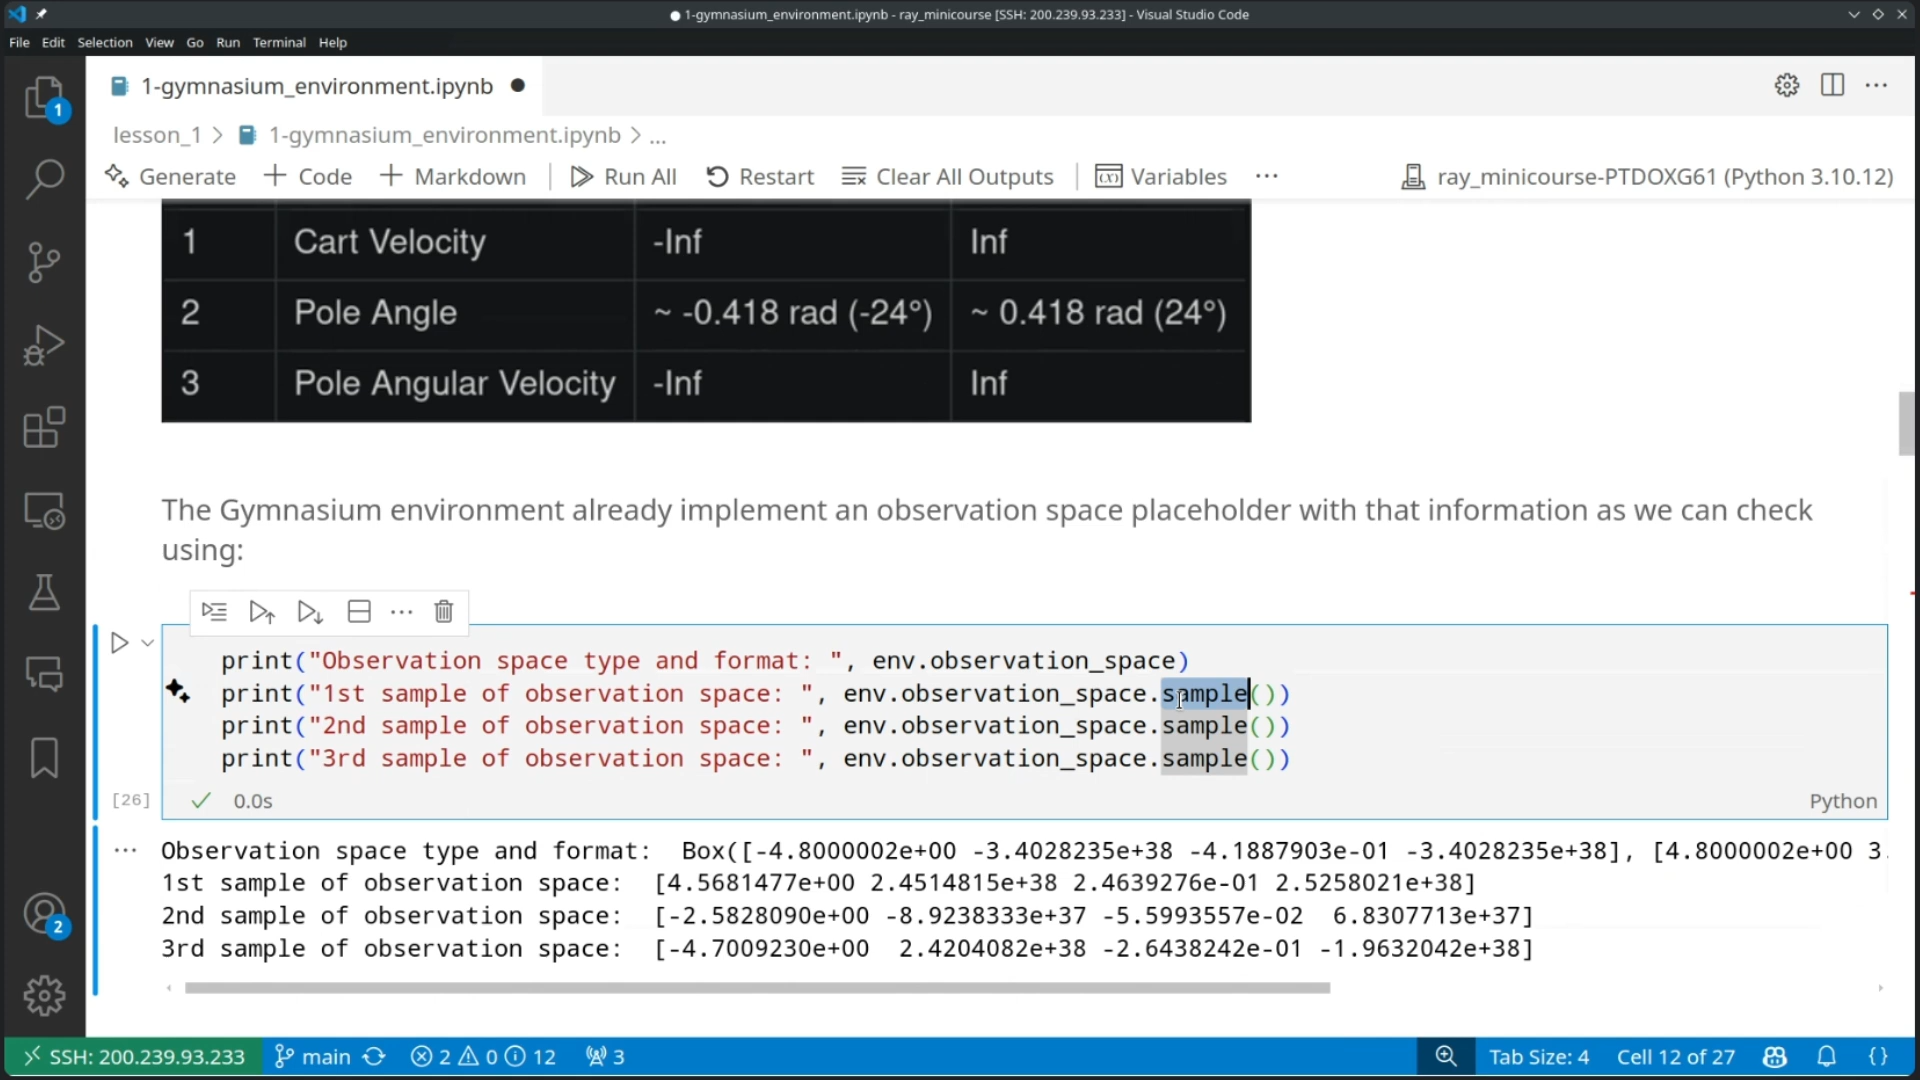 1-gymnasium_environment.ipynb - ray_minicourse [SSH: 200.239.93.233] - Visual Studio Code
File Edit Selection View Go Run Terminal Help
1-gymnasium_environment.ipynb
lesson_1 > 1-gymnasium_environment.ipynb > ...
Generate + Code + Markdown Run All Restart Clear All Outputs Variables ... ray_minicourse-PTDOXG61 (Python 3.10.12)
1 Cart Velocity -Inf Inf
2 Pole Angle ~ -0.418 rad (-24°) ~ 0.418 rad (24°)
3 Pole Angular Velocity -Inf Inf
The Gymnasium environment already implement an observation space placeholder with that information as we can check
using:
print("Observation space type and format: ", env.observation_space)
print("1st sample of observation space: ", env.observation_space.sample())
print("2nd sample of observation space: ", env.observation_space.sample())
print("3rd sample of observation space: ", env.observation_space.sample())
[26] 0.0s Python
Observation space type and format:  Box([-4.8000002e+00 -3.4028235e+38 -4.1887903e-01 -3.4028235e+38], [4.8000002e+00 3.
1st sample of observation space:  [4.5681477e+00 2.4514815e+38 2.4639276e-01 2.5258021e+38]
2nd sample of observation space:  [-2.5828090e+00 -8.9238333e+37 -5.5993557e-02  6.8307713e+37]
3rd sample of observation space:  [-4.7009230e+00  2.4204082e+38 -2.6438242e-01 -1.9632042e+38]
1
2
SSH: 200.239.93.233 main 2 0 12 3 Tab Size: 4 Cell 12 of 27 {}